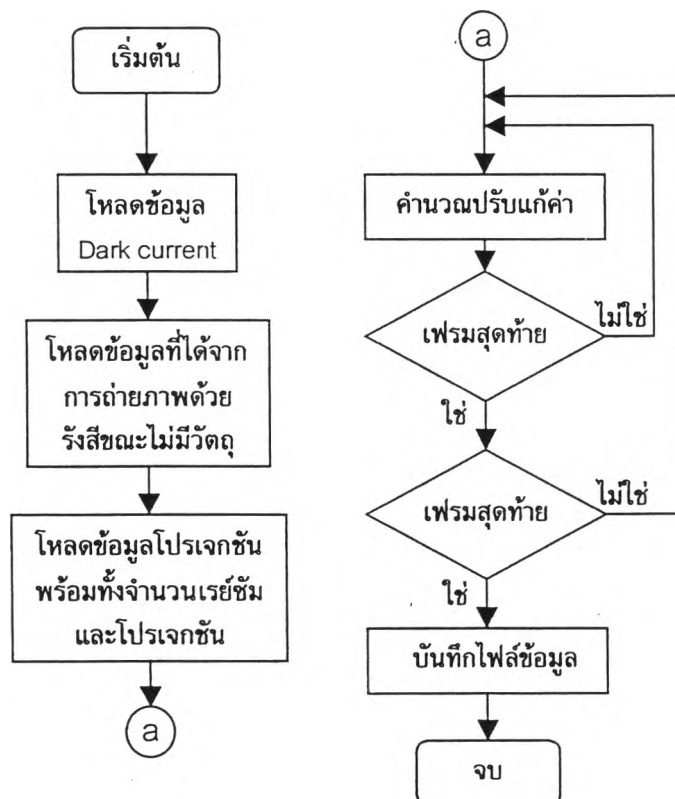 เริ่มต้น
โหลดข้อมูล
Dark current
โหลดข้อมูลที่ได้จาก
การถ่ายภาพด้วย
รังสีขณะไม่มีวัตถุ
โหลดข้อมูลโปรเจกชัน
พร้อมทั้งจำนวนเรย์ซัม
และโปรเจกชัน
a
a
คำนวณปรับแก้ค่า
เฟรมสุดท้าย
ไม่ใช่
ใช่
เฟรมสุดท้าย
ไม่ใช่
ใช่
บันทึกไฟล์ข้อมูล
จบ